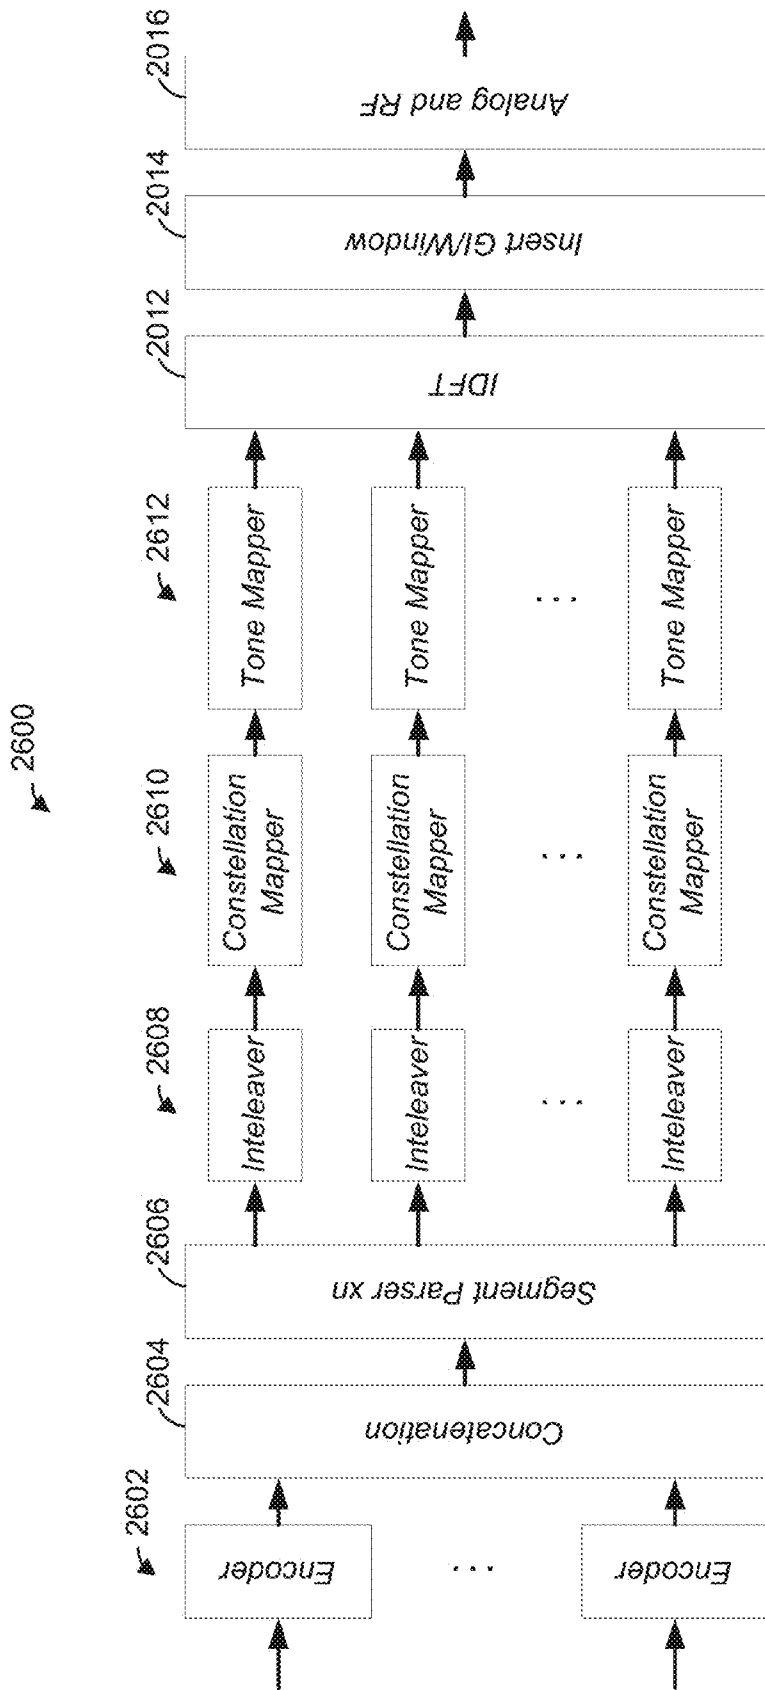 2600
2602
2604
2606
2608
2610
2612
2012
2014
2016
Encoder
. . .
Encoder
Concatenation
Segment Parser xn
Inteleaver
Inteleaver
. . .
Inteleaver
Constellation
Mapper
Constellation
Mapper
. . .
Constellation
Mapper
Tone Mapper
Tone Mapper
. . .
Tone Mapper
IDFT
Insert GI/Window
Analog and RF